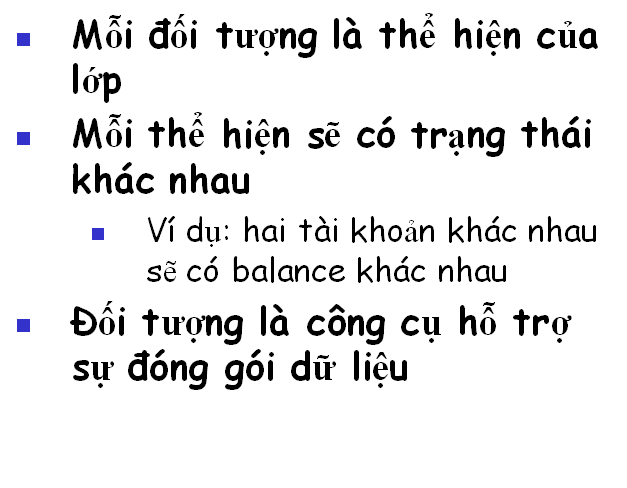 Mỗi đối tượng là thể hiện của
lớp
Mỗi thể hiện sẽ có trạng thái
khác nhau
Ví dụ: hai tài khoản khác nhau
sẽ có balance khác nhau
Đối tượng là công cụ hỗ trợ
sự đóng gói dữ liệu